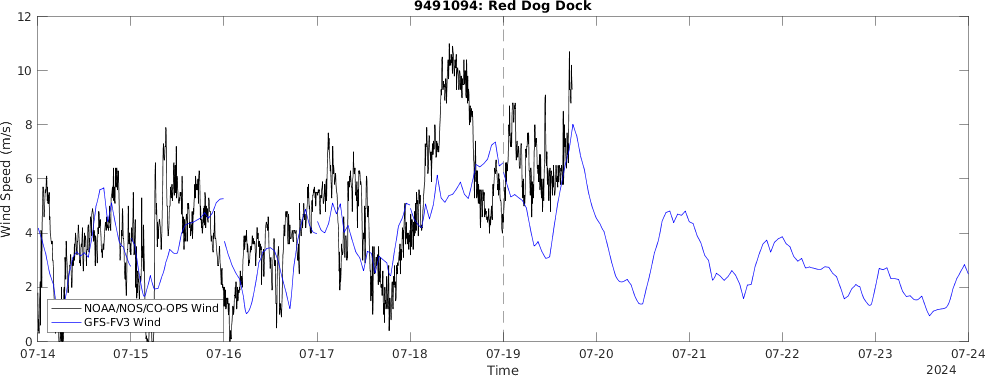 9491094: Red Dog Dock
Wind Speed (m/s)
12
10
8
6
4
2
0
NOAA/NOS/CO-OPS Wind
GFS-FV3 Wind
07-14 07-15 07-16 07-17 07-18 07-19 07-20 07-21 07-22 07-23 07-24
Time
2024